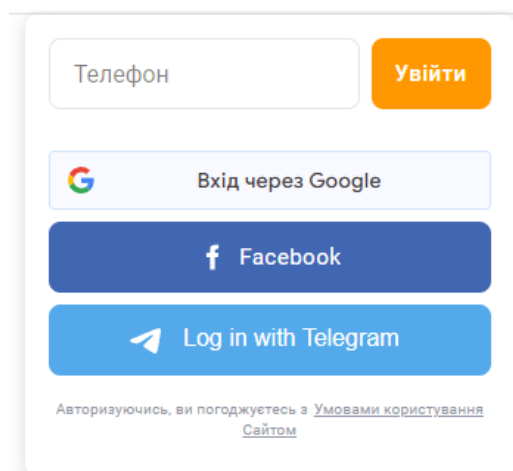 Телефон
Увійти
Вхід через Google
Facebook
Log in with Telegram
Авторизуючись, ви погоджуєтесь з Умовами користування
Сайтом